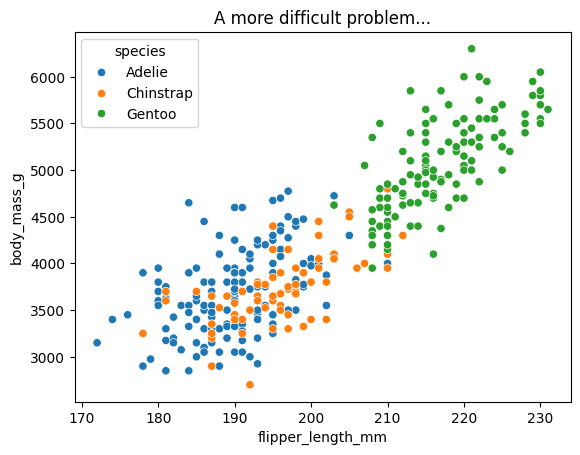 A more difficult problem...
species
Adelie
Chinstrap
Gentoo
body_mass_g
6000
5500
5000
4500
4000
3500
3000
170 180 190 200 210 220 230
flipper_length_mm